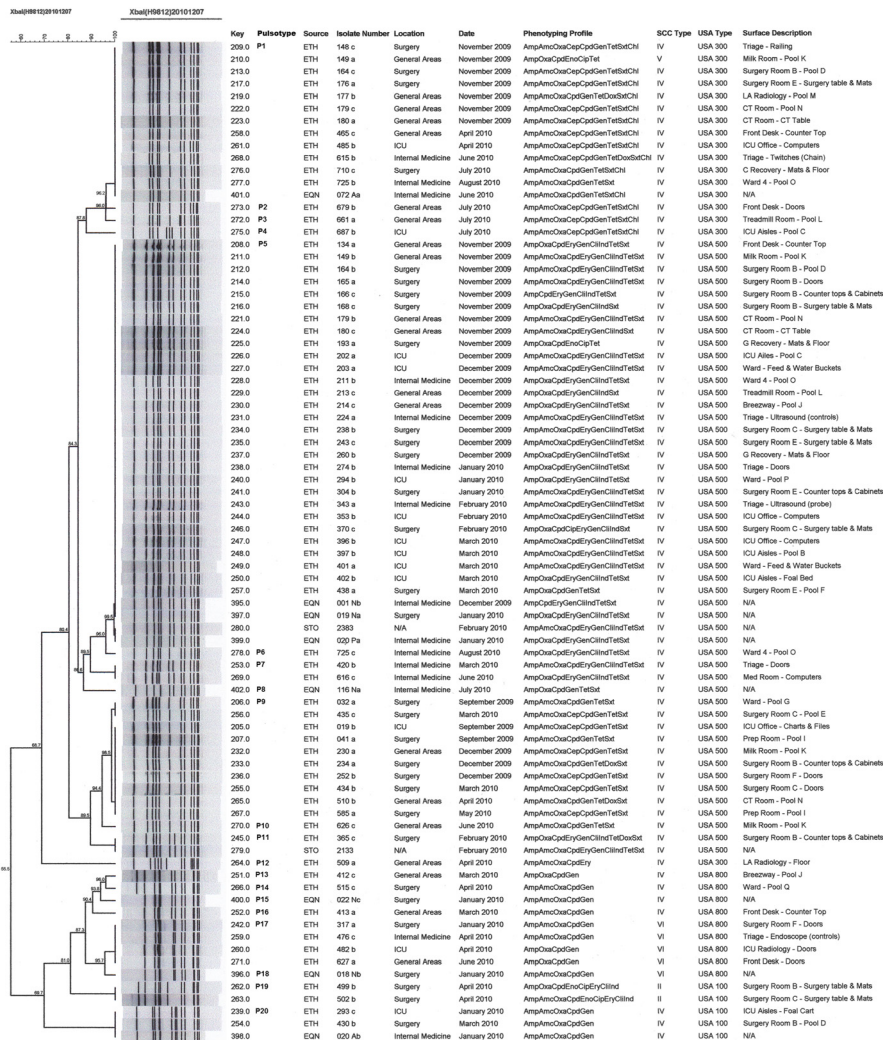 XbaI(H9812)20101207 XbaI(H9812)20101207
Key Pulsotype Source Isolate Number Location Date Phenotyping Profile SCC Type USA Type Surface Description
209.0 P1 ETH 148 c Surgery November 2009 AmpAmcOxaCepCpdGenTetSxtChl IV USA 300 Triage - Railing
210.0 ETH 149 a General Areas November 2009 AmpOxaCpdEnoCipTet V USA 300 Milk Room - Pool K
213.0 ETH 164 c Surgery November 2009 AmpAmcOxaCepCpdGenTetSxtChl IV USA 300 Surgery Room B - Pool D
217.0 ETH 176 a Surgery November 2009 AmpAmcOxaCepCpdGenTetSxtChl IV USA 300 Surgery Room E - Surgery table & Mats
219.0 ETH 177 b General Areas November 2009 AmpAmcOxaCpdGenTetDoxSxtChl IV USA 300 LA Radiology - Pool M
222.0 ETH 179 c General Areas November 2009 AmpAmcOxaCpdGenTetSxtChl IV USA 300 CT Room - Pool N
223.0 ETH 180 a General Areas November 2009 AmpAmcOxaCepCpdGenTetSxtChl IV USA 300 CT Room - CT Table
258.0 ETH 465 c General Areas April 2010 AmpAmcOxaCepCpdGenTetSxtChl IV USA 300 Front Desk - Counter Top
261.0 ETH 485 b ICU April 2010 AmpAmcOxaCepCpdGenTetSxtChl IV USA 300 ICU Office - Computers
268.0 ETH 615 b Internal Medicine June 2010 AmpAmcOxaCepCpdGenTetDoxSxtChl IV USA 300 Triage - Twitches (Chain)
276.0 ETH 710 c Surgery July 2010 AmpAmcOxaCpdGenTetSxtChl IV USA 300 C Recovery - Mats & Floor
277.0 ETH 725 b Internal Medicine August 2010 AmpAmcOxaCpdGenTetSxt IV USA 300 Ward 4 - Pool O
401.0 EQN 072 Aa Internal Medicine June 2010 AmpAmcOxaCepCpdGenTetSxtChl IV USA 300 N/A
273.0 P2 ETH 679 b General Areas July 2010 AmpAmcOxaCepCpdGenTetSxtChl IV USA 300 Front Desk - Doors
272.0 P3 ETH 661 a General Areas July 2010 AmpAmcOxaCepCpdGenTetSxtChl IV USA 300 Treadmill Room - Pool L
275.0 P4 ETH 687 b ICU July 2010 AmpAmcOxaCepCpdGenTetSxtChl IV USA 300 ICU Aisles - Pool C
208.0 P5 ETH 134 a General Areas November 2009 AmpOxaCpdEryGenCliIndTetSxt IV USA 500 Front Desk - Counter Top
211.0 ETH 149 b General Areas November 2009 AmpAmcOxaCpdEryGenCliIndTetSxt IV USA 500 Milk Room - Pool K
212.0 ETH 164 b Surgery November 2009 AmpAmcOxaCpdEryGenCliIndTetSxt IV USA 500 Surgery Room B - Pool D
214.0 ETH 165 a Surgery November 2009 AmpAmcOxaCpdEryGenCliIndTetSxt IV USA 500 Surgery Room B - Doors
215.0 ETH 166 c Surgery November 2009 AmpCpdEryGenCliIndTetSxt IV USA 500 Surgery Room B - Counter tops & Cabinets
216.0 ETH 168 c Surgery November 2009 AmpOxaCpdEryGenCliIndSxt IV USA 500 Surgery Room B - Surgery table & Mats
221.0 ETH 179 b General Areas November 2009 AmpAmcOxaCpdEryGenCliIndTetSxt IV USA 500 CT Room - Pool N
224.0 ETH 180 c General Areas November 2009 AmpAmcOxaCpdEryGenCliIndSxt IV USA 500 CT Room - CT Table
225.0 ETH 193 a Surgery November 2009 AmpOxaCpdEnoCipTet IV USA 500 G Recovery - Mats & Floor
226.0 ETH 202 a ICU December 2009 AmpAmcOxaCpdEryGenCliIndTetSxt IV USA 500 ICU Ailes - Pool C
227.0 ETH 203 a ICU December 2009 AmpAmcOxaCpdEryGenCliIndTetSxt IV USA 500 Ward - Feed & Water Buckets
228.0 ETH 211 b Internal Medicine December 2009 AmpOxaCpdEryGenCliIndTetSxt IV USA 500 Ward 4 - Pool O
229.0 ETH 213 c General Areas December 2009 AmpOxaCpdEryGenCliIndTetSxt IV USA 500 Treadmill Room - Pool L
230.0 ETH 214 c General Areas December 2009 AmpAmcOxaCpdEryGenCliIndTetSxt IV USA 500 Breezway - Pool J
231.0 ETH 224 a Internal Medicine December 2009 AmpAmcOxaCpdEryGenCliIndTetSxt IV USA 500 Triage - Ultrasound (controls)
234.0 ETH 238 b Surgery December 2009 AmpAmcOxaCpdEryGenCliIndTetSxt IV USA 500 Surgery Room C - Surgery table & Mats
235.0 ETH 243 c Surgery December 2009 AmpOxaCpdEryGenCliIndTetSxt IV USA 500 Surgery Room E - Surgery table & Mats
237.0 ETH 260 b Surgery December 2009 AmpOxaCpdEryGenCliIndTetSxt IV USA 500 G Recovery - Mats & Floor
238.0 ETH 274 b Internal Medicine January 2010 AmpOxaCpdEryGenCliIndTetSxt IV USA 500 Triage - Doors
240.0 ETH 294 b ICU January 2010 AmpAmcOxaCpdEryGenCliIndTetSxt IV USA 500 Ward - Pool P
241.0 ETH 304 b Surgery January 2010 AmpAmcOxaCpdEryGenCliIndTetSxt IV USA 500 Surgery Room E - Counter tops & Cabinets
243.0 ETH 343 a Internal Medicine February 2010 AmpAmcOxaCpdEryGenCliIndTetSxt IV USA 500 Triage - Ultrasound (probe)
244.0 ETH 353 b ICU February 2010 AmpAmcOxaCpdEryGenCliIndTetSxt IV USA 500 ICU Office - Computers
246.0 ETH 370 c Surgery February 2010 AmpOxaCpdCipEryGenCliIndSxt IV USA 500 Surgery Room C - Surgery table & Mats
247.0 ETH 396 b ICU March 2010 AmpAmcOxaCpdEryGenCliIndTetSxt IV USA 500 ICU Office - Computers
248.0 ETH 397 b ICU March 2010 AmpAmcOxaCpdEryGenCliIndTetSxt IV USA 500 ICU Aisles - Pool B
249.0 ETH 401 a ICU March 2010 AmpAmcOxaCpdEryGenCliIndTetSxt IV USA 500 Ward - Feed & Water Buckets
250.0 ETH 402 b ICU March 2010 AmpOxaCpdEryGenCliIndTetSxt IV USA 500 ICU Aisles - Foal Bed
257.0 ETH 438 a Surgery March 2010 AmpOxaCpdGenTetSxt IV USA 500 Surgery Room E - Pool F
395.0 EQN 001 Nb Internal Medicine December 2009 AmpCpdEryGenCliIndTetSxt IV USA 500 N/A
397.0 EQN 019 Na Surgery January 2010 AmpOxaCpdEryGenCliIndTetSxt IV USA 500 N/A
280.0 STO 2383 N/A February 2010 AmpAmcOxaCpdEryGenCliIndTetSxt IV USA 500 N/A
399.0 EQN 020 Pa Internal Medicine January 2010 AmpAmcOxaCpdEryGenCliIndTetSxt IV USA 500 N/A
278.0 P6 ETH 725 c Internal Medicine August 2010 AmpAmcOxaCpdEryGenCliIndTetSxt IV USA 500 Ward 4 - Pool O
253.0 P7 ETH 420 b Internal Medicine March 2010 AmpAmcOxaCpdEryGenCliIndTetSxt IV USA 500 Triage - Doors
269.0 ETH 616 c Internal Medicine June 2010 AmpAmcOxaCpdEryGenCliIndTetSxt IV USA 500 Med Room - Computers
402.0 P8 EQN 116 Na Internal Medicine July 2010 AmpOxaCpdGenTetSxt IV USA 500 N/A
206.0 P9 ETH 032 a Surgery September 2009 AmpOxaCpdGenTetSxt IV USA 500 Ward - Pool G
256.0 ETH 435 c Surgery March 2010 AmpAmcOxaCepCpdGenTetSxt IV USA 500 Surgery Room C - Pool E
205.0 ETH 019 b ICU September 2009 AmpAmcOxaCpdGenTetSxt IV USA 500 ICU Office - Charts & Files
207.0 ETH 041 a Surgery September 2009 AmpAmcOxaCpdGenTetSxt IV USA 500 Prep Room - Pool I
232.0 ETH 230 a General Areas December 2009 AmpAmcOxaCepCpdGenTetSxt IV USA 500 Milk Room - Pool K
233.0 ETH 234 a Surgery December 2009 AmpAmcOxaCpdGenTetDoxSxt IV USA 500 Surgery Room B - Counter tops & Cabinets
236.0 ETH 252 b Surgery December 2009 AmpAmcOxaCepCpdGenTetSxt IV USA 500 Surgery Room F - Doors
255.0 ETH 434 b Surgery March 2010 AmpAmcOxaCpdGenTetSxt IV USA 500 Surgery Room C - Doors
265.0 ETH 510 b General Areas April 2010 AmpAmcOxaCpdGenTetDoxSxt IV USA 500 CT Room - Pool N
267.0 ETH 585 a Surgery May 2010 AmpAmcOxaCepCpdGenTetSxt IV USA 500 Prep Room - Pool I
270.0 P10 ETH 626 c General Areas June 2010 AmpAmcOxaCpdGenTetSxt IV USA 500 Milk Room - Pool K
245.0 P11 ETH 365 c Surgery February 2010 AmpOxaCpdEryGenCliIndTetDoxSxt IV USA 500 Surgery Room B - Counter tops & Cabinets
279.0 STO 2133 N/A February 2010 AmpAmcOxaCpdEryGenCliIndTetSxt IV USA 500 N/A
264.0 P12 ETH 509 a General Areas April 2010 AmpAmcOxaCpdEry IV USA 300 LA Radiology - Floor
251.0 P13 ETH 412 c General Areas March 2010 AmpOxaCpdGen IV USA 800 Breezway - Pool J
266.0 P14 ETH 515 c Surgery April 2010 AmpAmcOxaCpdGen IV USA 800 Ward - Pool Q
400.0 P15 EQN 022 Nc Surgery January 2010 AmpAmcOxaCpdGen IV USA 800 N/A
252.0 P16 ETH 413 a General Areas March 2010 AmpAmcOxaCpdGen IV USA 800 Front Desk - Counter Top
242.0 P17 ETH 317 a Surgery January 2010 AmpAmcOxaCpdGen VI USA 800 Surgery Room F - Doors
259.0 ETH 476 c Internal Medicine April 2010 AmpAmcOxaCpdGen VI USA 800 Triage - Endoscope (controls)
260.0 ETH 482 b ICU April 2010 AmpOxaCpdGen VI USA 800 ICU Radiology - Doors
271.0 ETH 627 a General Areas June 2010 AmpOxaCpdGen VI USA 800 Front Desk - Doors
396.0 P18 EQN 018 Nb Surgery January 2010 AmpAmcOxaCpdGen VI USA 800 N/A
262.0 P19 ETH 499 b Surgery April 2010 AmpOxaCpdEnoCipEryCliInd II USA 100 Surgery Room B - Surgery table & Mats
263.0 ETH 502 b Surgery April 2010 AmpAmcOxaCpdEnoCipEryCliInd II USA 100 Surgery Room C - Surgery table & Mats
239.0 P20 ETH 293 c ICU January 2010 AmpAmcOxaCpdGen IV USA 100 ICU Aisles - Foal Cart
254.0 ETH 430 b Surgery March 2010 AmpAmcOxaCpdGen IV USA 100 Surgery Room B - Pool D
398.0 EQN 020 Ab Internal Medicine January 2010 AmpAmcOxaCpdGen IV USA 100 N/A